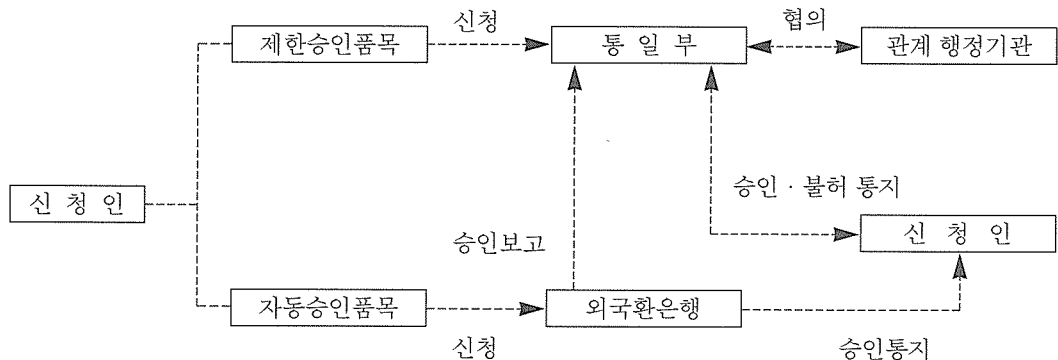 신청
협의
제한승인품목
통 일 부
관계 행정기관
승인 · 불허 통지
신 청 인
신 청 인
승인보고
자동승인품목
외국환은행
신청
승인통지